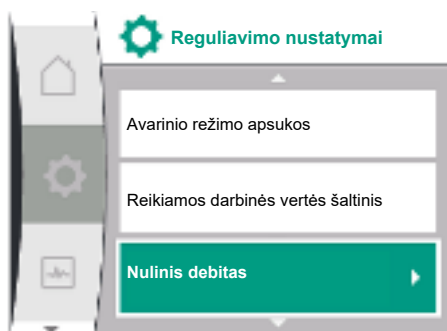 Reguliavimo nustatymai
Avarinio režimo apsukos
Reikiamos darbinės vertės šaltinis
Nulinis debitas